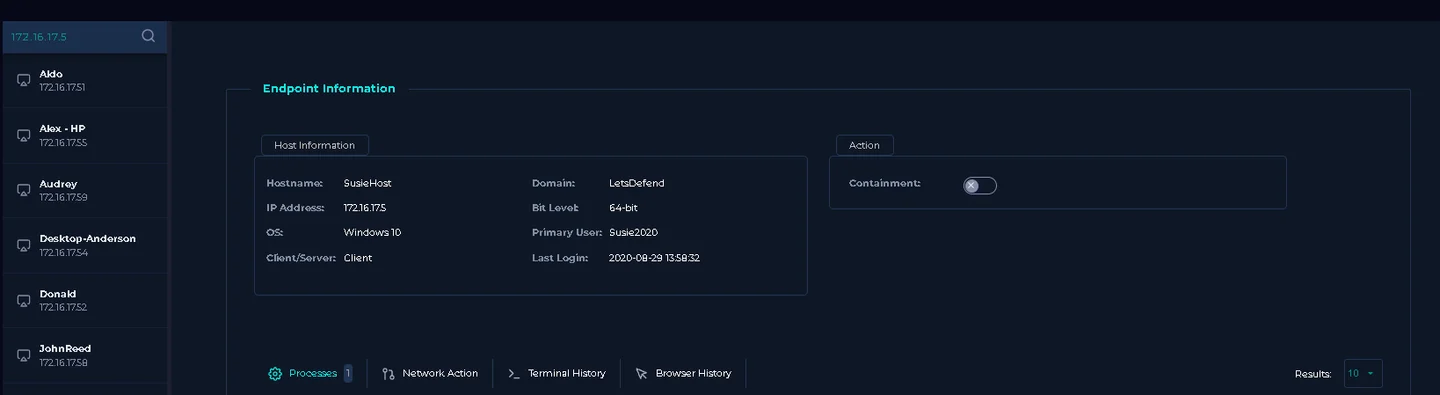 172.16.17.5
Aldo
172.16.17.51
Alex - HP
172.16.17.55
Audrey
172.16.17.59
Desktop-Anderson
172.16.17.54
Donald
172.16.17.52
JohnReed
172.16.17.58
Endpoint Information
Host Information
Hostname: SusieHost Domain: LetsDefend
IP Address: 172.16.17.5 Bit Level: 64-bit
OS: Windows 10 Primary User: Susie2020
Client/Server: Client Last Login: 2020-08-29 13:58:32
Action
Containment:
Processes 1 Network Action Terminal History Browser History Results: 10